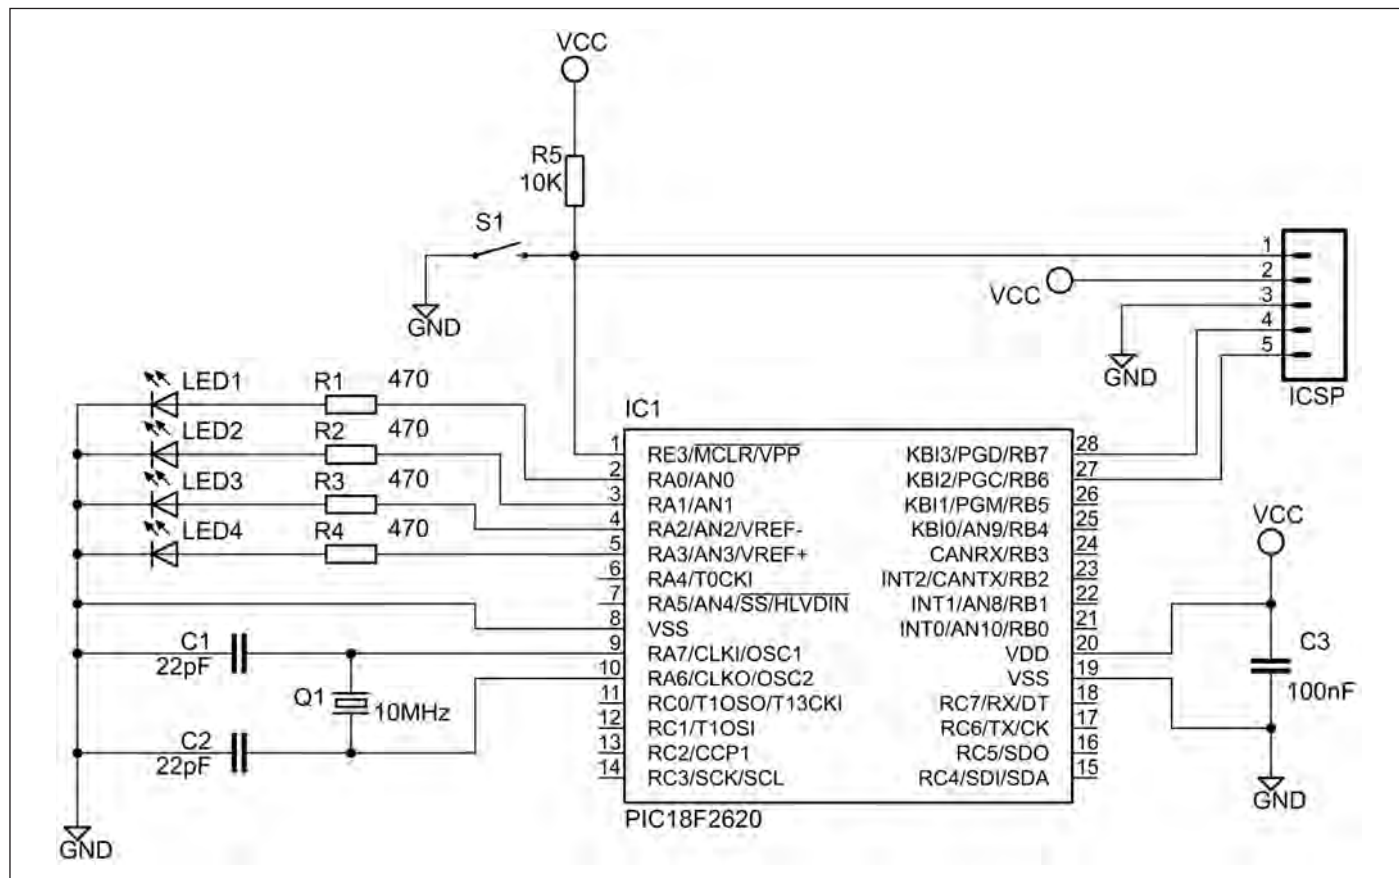 VCC
R5
10K
S1
GND
1
2
3
4
5
VCC
GND
ICSP
LED1 R1 470
LED2 R2 470
LED3 R3 470
LED4 R4 470
IC1
1 RE3/MCLR/VPP KBI3/PGD/RB7 28
2 RA0/AN0 KBI2/PGC/RB6 27
3 RA1/AN1 KBI1/PGM/RB5 26
4 RA2/AN2/VREF- KBI0/AN9/RB4 25
5 RA3/AN3/VREF+ CANRX/RB3 24
6 RA4/T0CKI INT2/CANTX/RB2 23
7 RA5/AN4/SS/HLVDIN INT1/AN8/RB1 22
8 VSS INT0/AN10/RB0 21
9 RA7/CLKI/OSC1 VDD 20
10 RA6/CLKO/OSC2 VSS 19
11 RC0/T1OSO/T13CKI RC7/RX/DT 18
12 RC1/T1OSI RC6/TX/CK 17
13 RC2/CCP1 RC5/SDO 16
14 RC3/SCK/SCL RC4/SDI/SDA 15
PIC18F2620
C1
22pF
Q1
10MHz
C2
22pF
GND
VCC
C3
100nF
GND